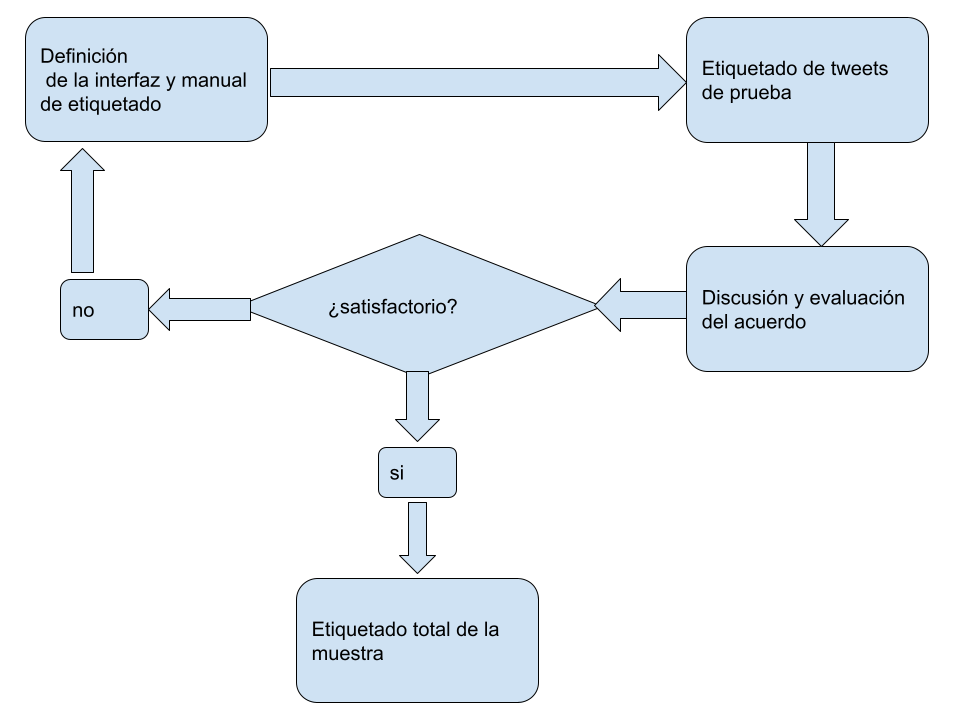 Definición
de la interfaz y manual
de etiquetado
Etiquetado de tweets
de prueba
Discusión y evaluación
del acuerdo
¿satisfactorio?
no
si
Etiquetado total de la
muestra